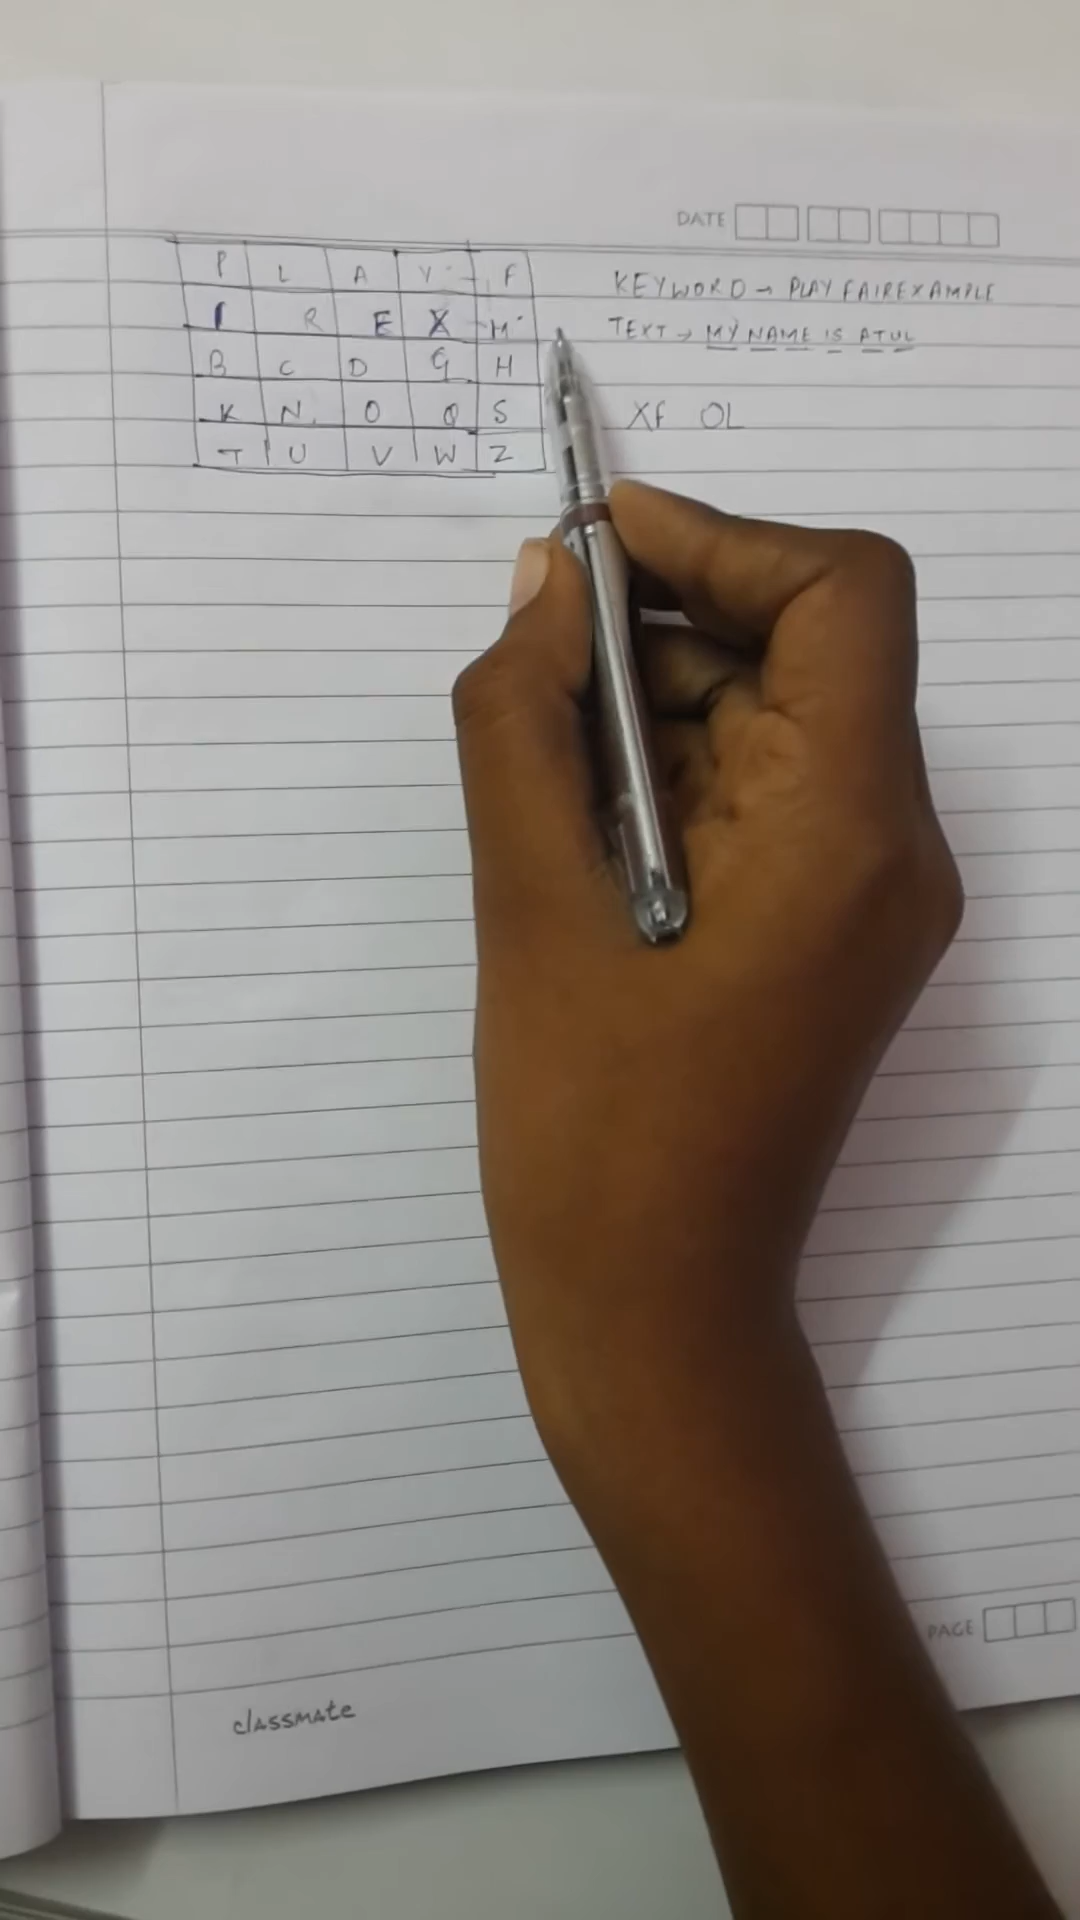 DATE
P L A Y F
KEYWORD → PLAYFAIREXAMPLE
I R E X M
TEXT → MY NAME IS ATUL
B C D G H
K N O Q S
XF OL
T U V W Z
PAGE
classmate